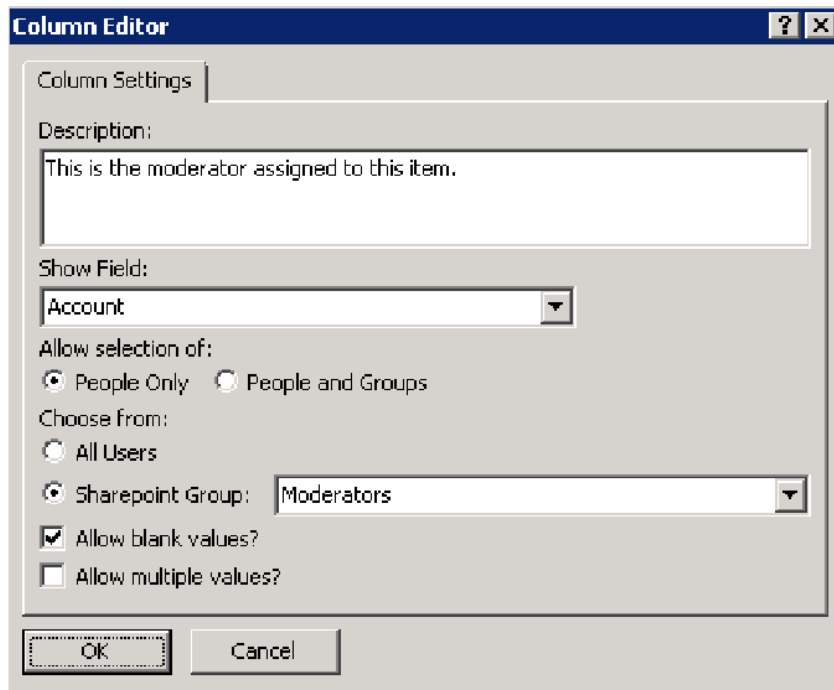 Column Editor
Column Settings
Description:
This is the moderator assigned to this item.
Show Field:
Account
Allow selection of:
People Only People and Groups
Choose from:
All Users
Sharepoint Group: Moderators
Allow blank values?
Allow multiple values?
OK Cancel